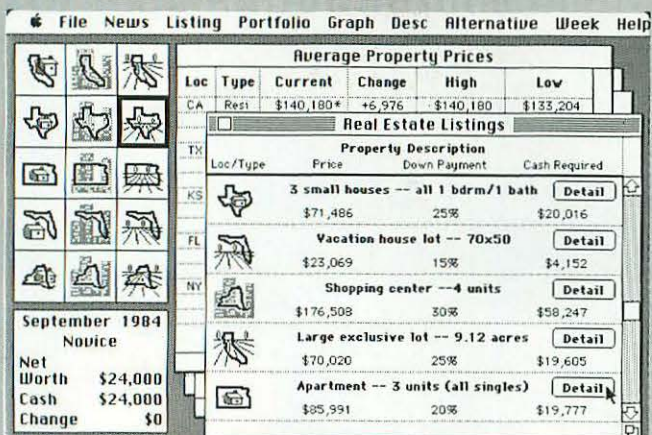 File News Listing Portfolio Graph Desc Alternative Week Help
Average Property Prices
Loc Type Current Change High Low
CA Resi $140,180* +6,976 $140,180 $133,204
TX
KS
FL
NY
Real Estate Listings
Property Description
Loc/Type Price Down Payment Cash Required
3 small houses -- all 1 bdrm/1 bath Detail
$71,486 25% $20,016
Vacation house lot -- 70x50 Detail
$23,069 15% $4,152
Shopping center --4 units Detail
$176,508 30% $58,247
Large exclusive lot -- 9.12 acres Detail
$70,020 25% $19,605
Apartment -- 3 units (all singles) Detail
$85,991 20% $19,777
September 1984
Novice
Net
Worth $24,000
Cash $24,000
Change $0